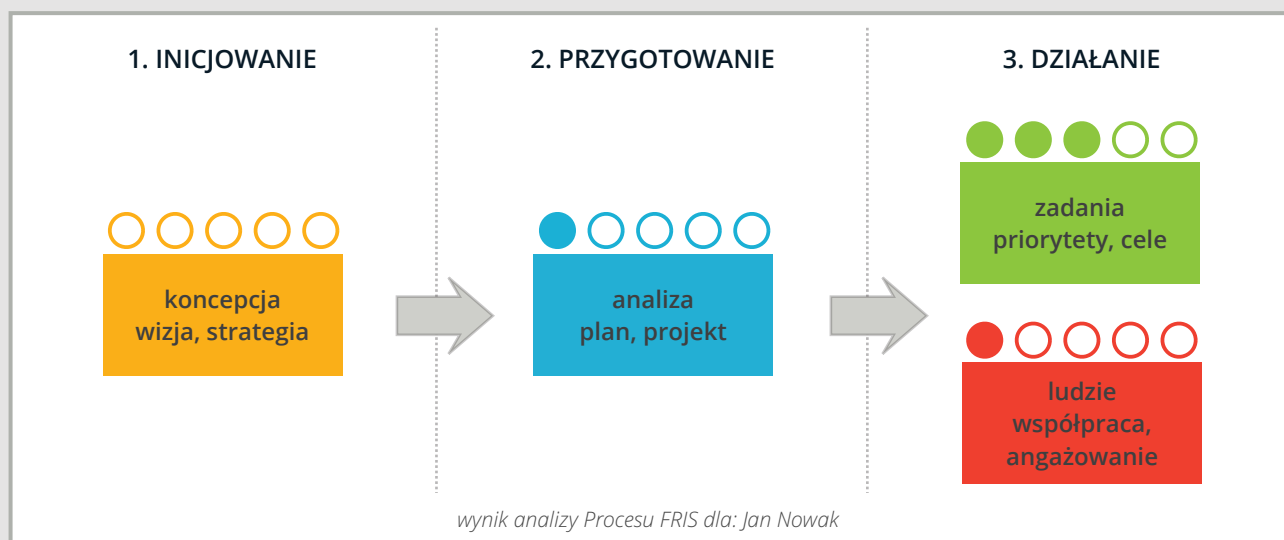 1. INICJOWANIE
2. PRZYGOTOWANIE
3. DZIAŁANIE
koncepcja
wizja, strategia
analiza
plan, projekt
zadania
priorytety, cele
ludzie
współpraca,
angażowanie
wynik analizy Procesu FRIS dla: Jan Nowak